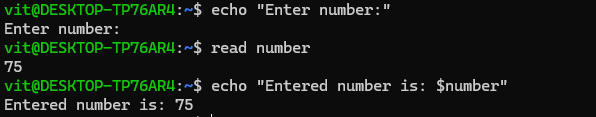 vit@DESKTOP-TP76AR4:~$ echo "Enter number:"
Enter number:
vit@DESKTOP-TP76AR4:~$ read number
75
vit@DESKTOP-TP76AR4:~$ echo "Entered number is: $number"
Entered number is: 75